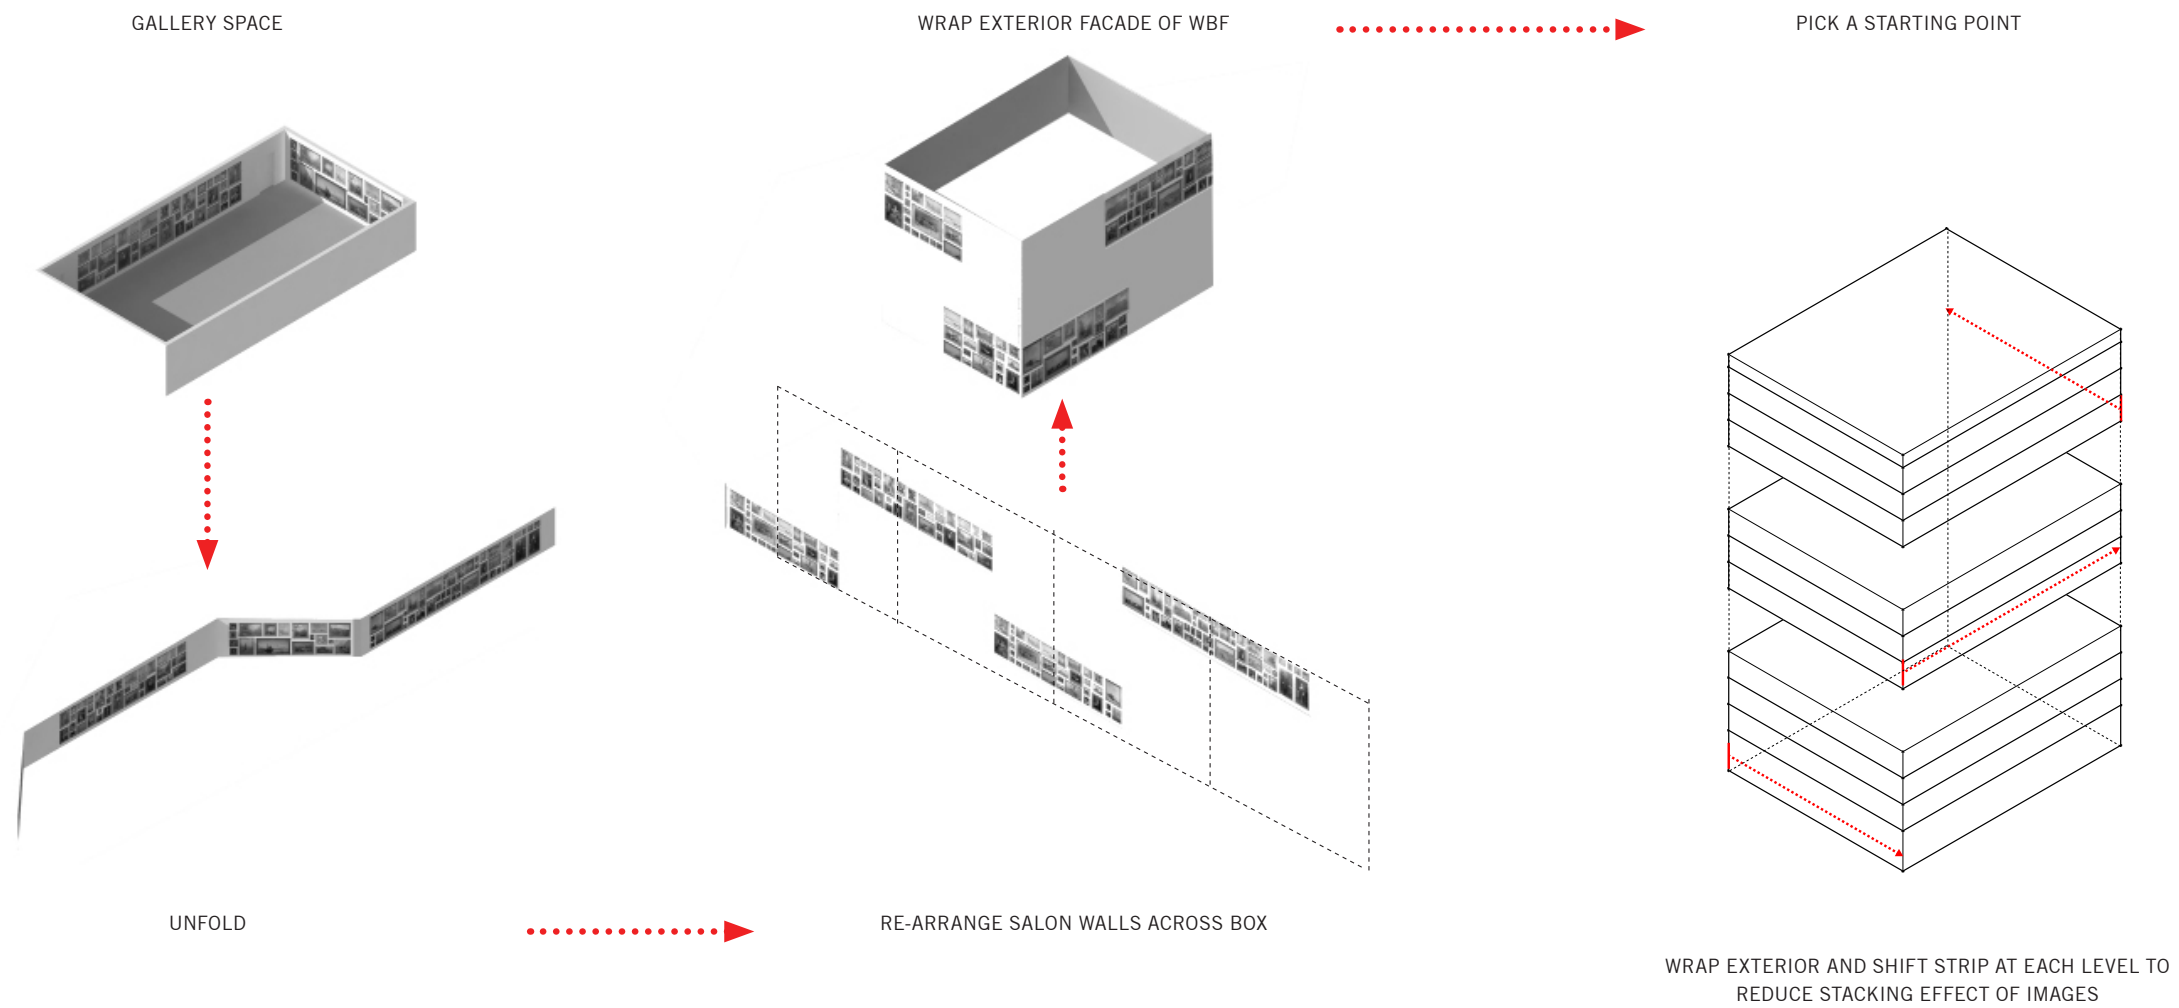 GALLERY SPACE
WRAP EXTERIOR FACADE OF WBF
PICK A STARTING POINT
UNFOLD
RE-ARRANGE SALON WALLS ACROSS BOX
WRAP EXTERIOR AND SHIFT STRIP AT EACH LEVEL TO
REDUCE STACKING EFFECT OF IMAGES